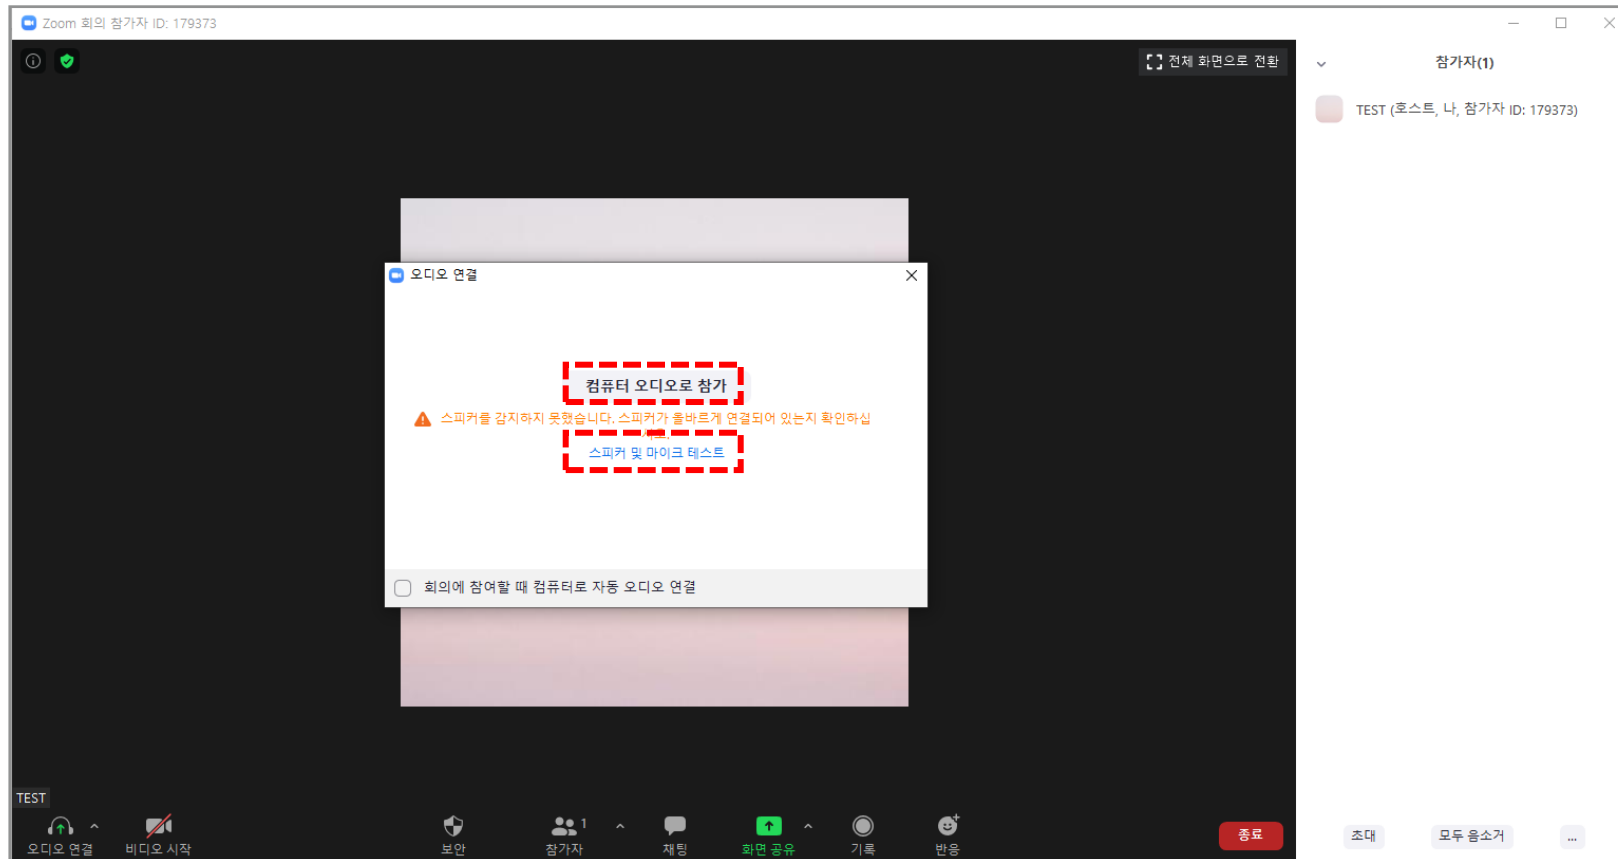 Zoom 회의 참가자 ID: 179373
전체 화면으로 전환
참가자(1)
TEST (호스트, 나, 참가자 ID: 179373)
오디오 연결
컴퓨터 오디오로 참가
스피커를 감지하지 못했습니다. 스피커가 올바르게 연결되어 있는지 확인하십
시오.
스피커 및 마이크 테스트
회의에 참여할 때 컴퓨터로 자동 오디오 연결
TEST
오디오 연결
비디오 시작
보안
1
참가자
채팅
화면 공유
기록
반응
종료
초대
모두 음소거
...